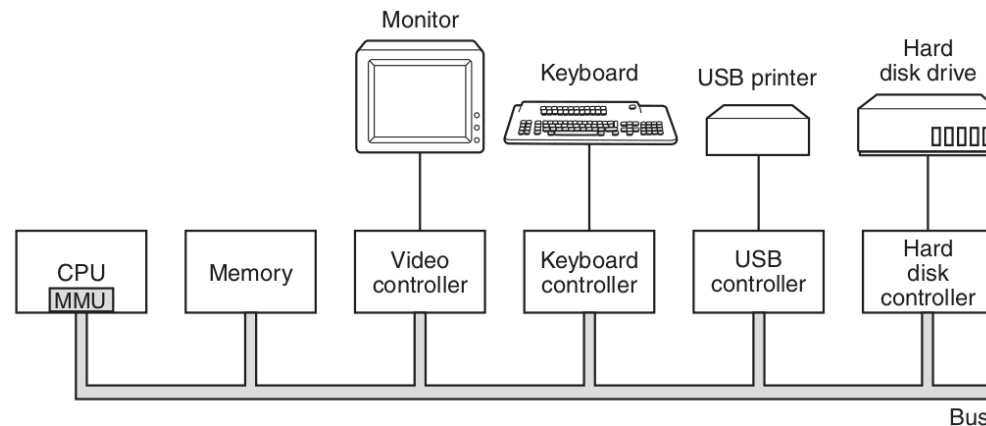 Monitor
Keyboard
USB printer
Hard
disk drive
CPU
MMU
Memory
Video
controller
Keyboard
controller
USB
controller
Hard
disk
controller
Bus